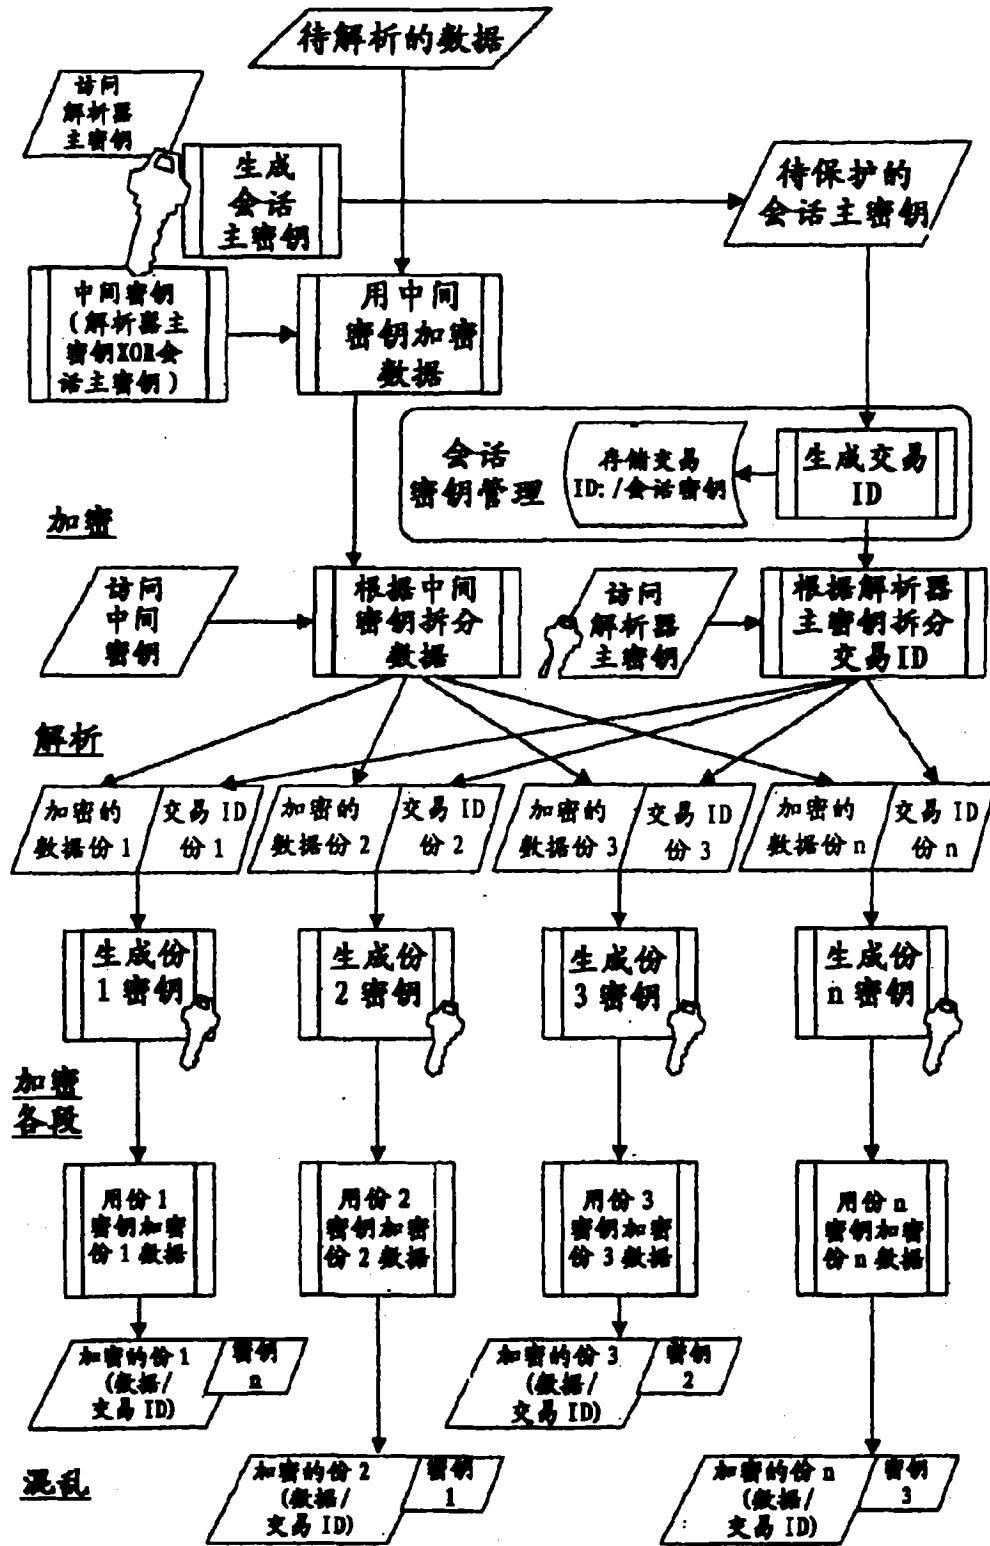 待解析的数据
访问
解析器
主密钥
生成
会话
主密钥
待保护的
会话主密钥
中间密钥
(解析器主
密钥XOR会
话主密钥)
用中间
密钥加密
数据
会话
密钥管理
存储交易
ID:/会话密钥
生成交易
ID
加密
访问
中间
密钥
根据中间
密钥拆分
数据
访问
解析器
主密钥
根据解析器
主密钥拆分
交易ID
解析
加密的
数据份1
交易ID
份1
加密的
数据份2
交易ID
份2
加密的
数据份3
交易ID
份3
加密的
数据份n
交易ID
份n
生成份
1密钥
生成份
2密钥
生成份
3密钥
生成份
n密钥
加密
各段
用份1
密钥加密
份1数据
用份2
密钥加密
份2数据
用份3
密钥加密
份3数据
用份n
密钥加密
份n数据
加密的份1
(数据/
交易ID)
密钥
n
加密的份3
(数据/
交易ID)
密钥
2
混乱
加密的份2
(数据/
交易ID)
密钥
1
加密的份n
(数据/
交易ID)
密钥
3